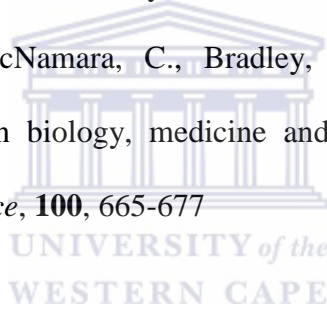 cNamara, C., Bradley,
biology, medicine and
ce, 100, 665-677
UNIVERSITY of the
WESTERN CAPE